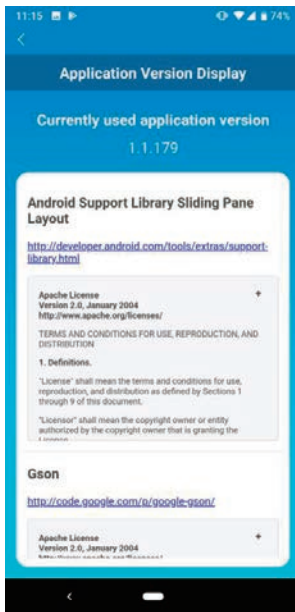 11:15 74%
Application Version Display
Currently used application version
1.1.179
Android Support Library Sliding Pane
Layout
http://developer.android.com/tools/extras/support-
library.html
Apache License +
Version 2.0, January 2004
http://www.apache.org/licenses/
TERMS AND CONDITIONS FOR USE, REPRODUCTION, AND
DISTRIBUTION
1. Definitions.
"License" shall mean the terms and conditions for use,
reproduction, and distribution as defined by Sections 1
through 9 of this document.
"Licensor" shall mean the copyright owner or entity
authorized by the copyright owner that is granting the
License.
Gson
http://code.google.com/p/google-gson/
Apache License +
Version 2.0, January 2004